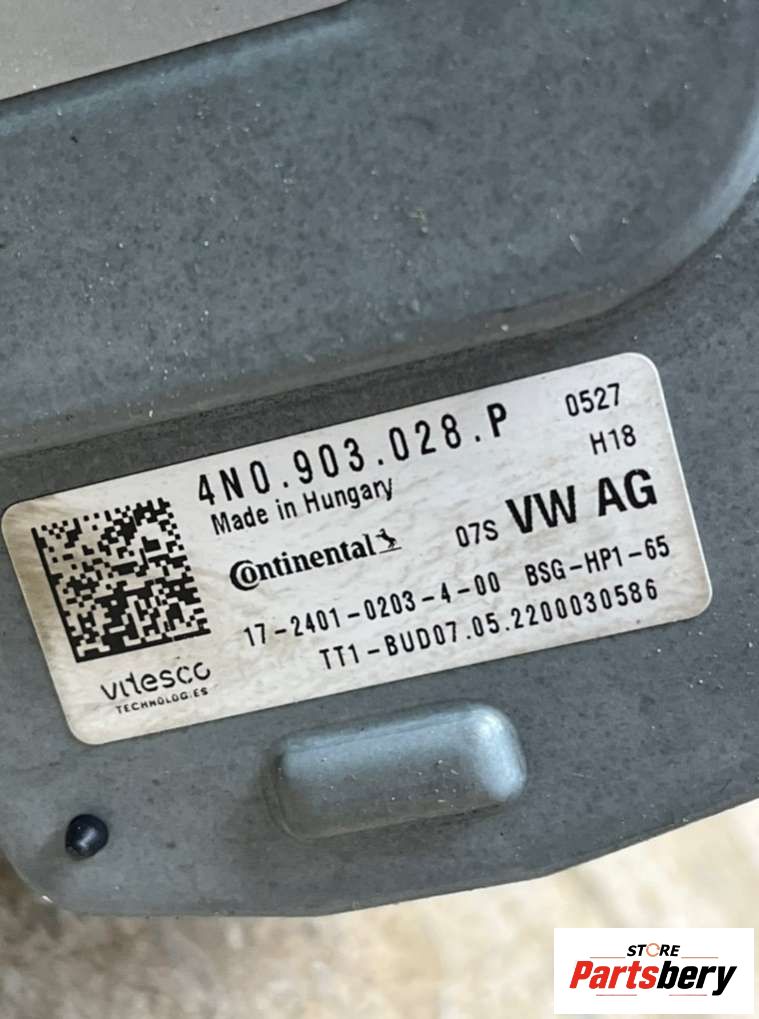 4N0.903.028.P 0527
Made in Hungary H18
Continental 07S VW AG
17-2401-0203-4-00 BSG-HP1-65
TT1-BUD07.05.2200030586
vitesco
TECHNOLOGIES
STORE
Partsbery